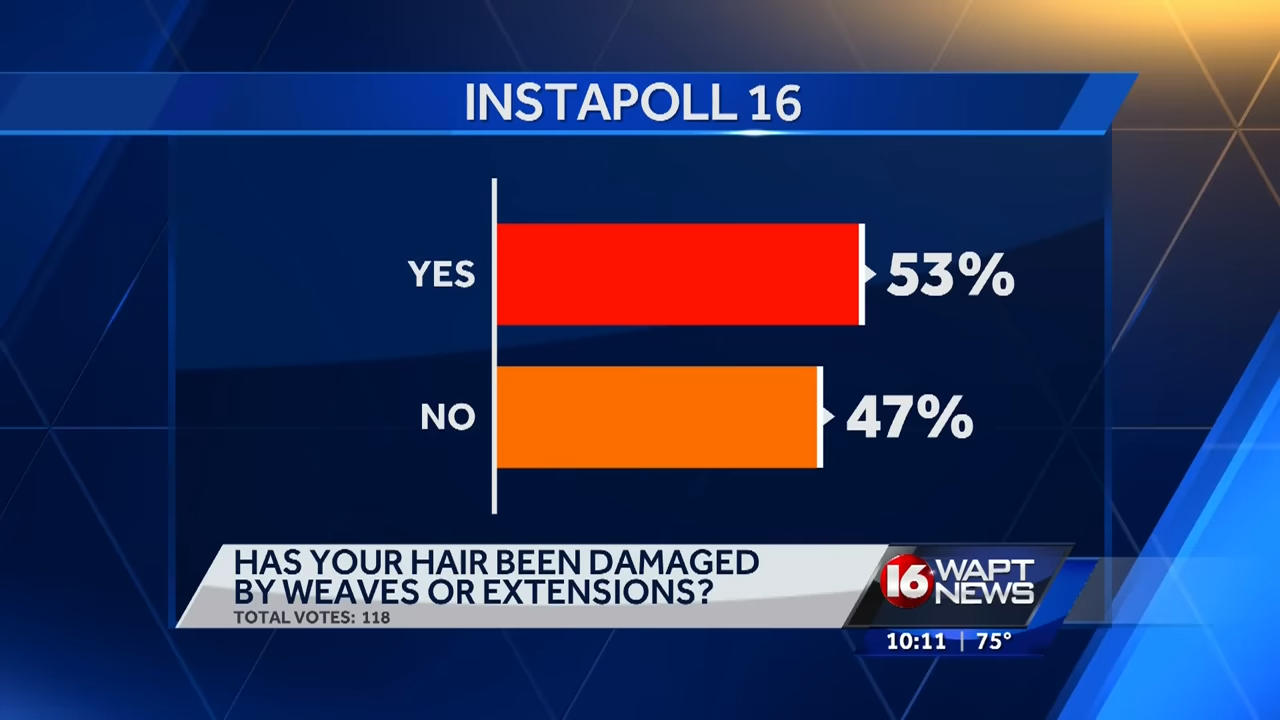 INSTAPOLL 16
YES
53%
NO
47%
HAS YOUR HAIR BEEN DAMAGED
BY WEAVES OR EXTENSIONS?
TOTAL VOTES: 118
16 WAPT
NEWS
10:11 | 75°